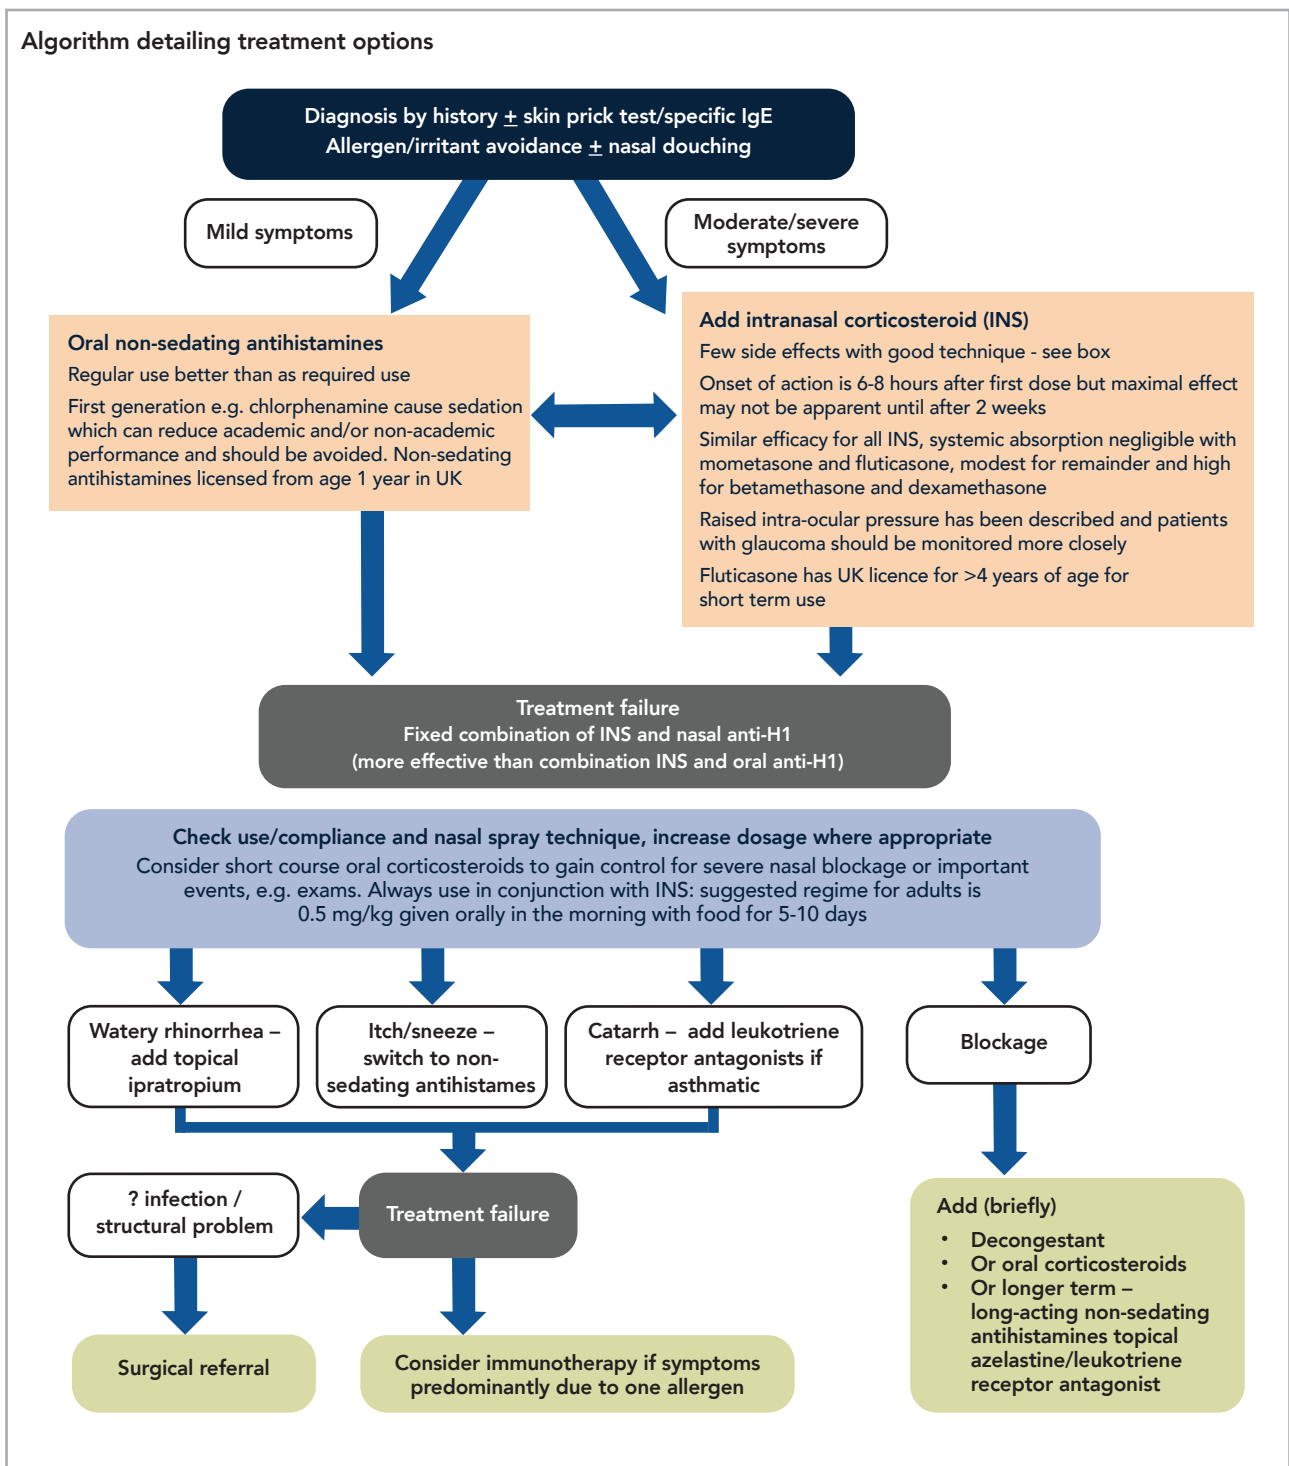 Algorithm detailing treatment options
Diagnosis by history ± skin prick test/specific IgE
Allergen/irritant avoidance ± nasal douching
Mild symptoms
Moderate/severe
symptoms
Oral non-sedating antihistamines
Regular use better than as required use
First generation e.g. chlorphenamine cause sedation
which can reduce academic and/or non-academic
performance and should be avoided. Non-sedating
antihistamines licensed from age 1 year in UK
Add intranasal corticosteroid (INS)
Few side effects with good technique - see box
Onset of action is 6-8 hours after first dose but maximal effect
may not be apparent until after 2 weeks
Similar efficacy for all INS, systemic absorption negligible with
mometasone and fluticasone, modest for remainder and high
for betamethasone and dexamethasone
Raised intra-ocular pressure has been described and patients
with glaucoma should be monitored more closely
Fluticasone has UK licence for >4 years of age for
short term use
Treatment failure
Fixed combination of INS and nasal anti-H1
(more effective than combination INS and oral anti-H1)
Check use/compliance and nasal spray technique, increase dosage where appropriate
Consider short course oral corticosteroids to gain control for severe nasal blockage or important
events, e.g. exams. Always use in conjunction with INS: suggested regime for adults is
0.5 mg/kg given orally in the morning with food for 5-10 days
Watery rhinorrhea –
add topical
ipratropium
Itch/sneeze –
switch to non-
sedating antihistames
Catarrh – add leukotriene
receptor antagonists if
asthmatic
Blockage
? infection /
structural problem
Treatment failure
Add (briefly)
• Decongestant
• Or oral corticosteroids
• Or longer term –
long-acting non-sedating
antihistamines topical
azelastine/leukotriene
receptor antagonist
Surgical referral
Consider immunotherapy if symptoms
predominantly due to one allergen